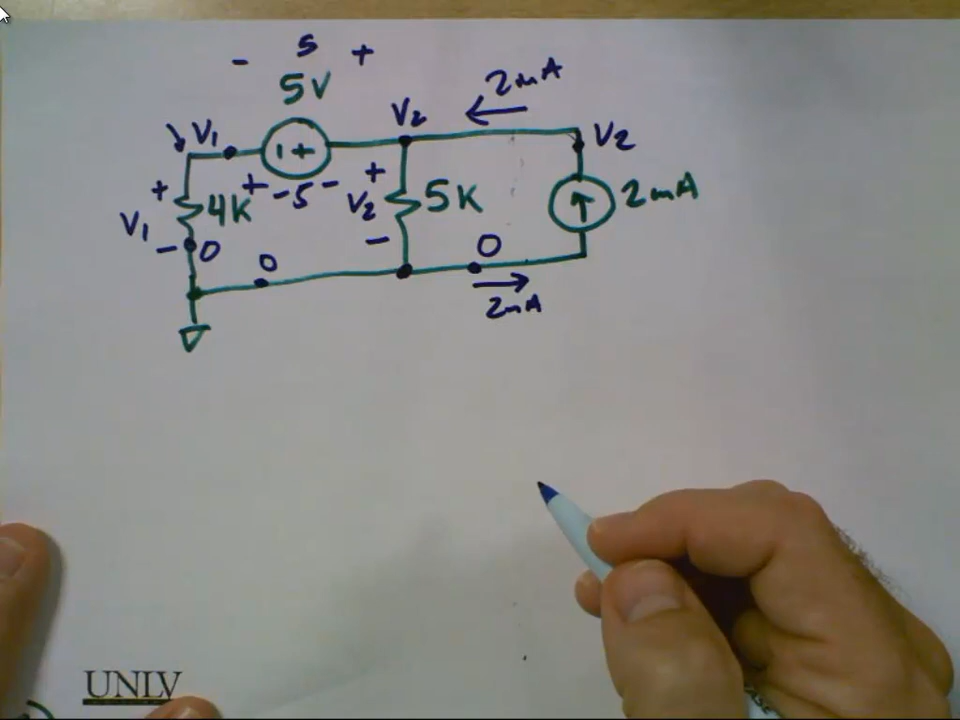 - 5 +
5V
2mA
V1
V2
V2
+ 4K
+ -5 -
+ V2 -
5K
2mA
V1 -
0
0
0
2mA
UNLV